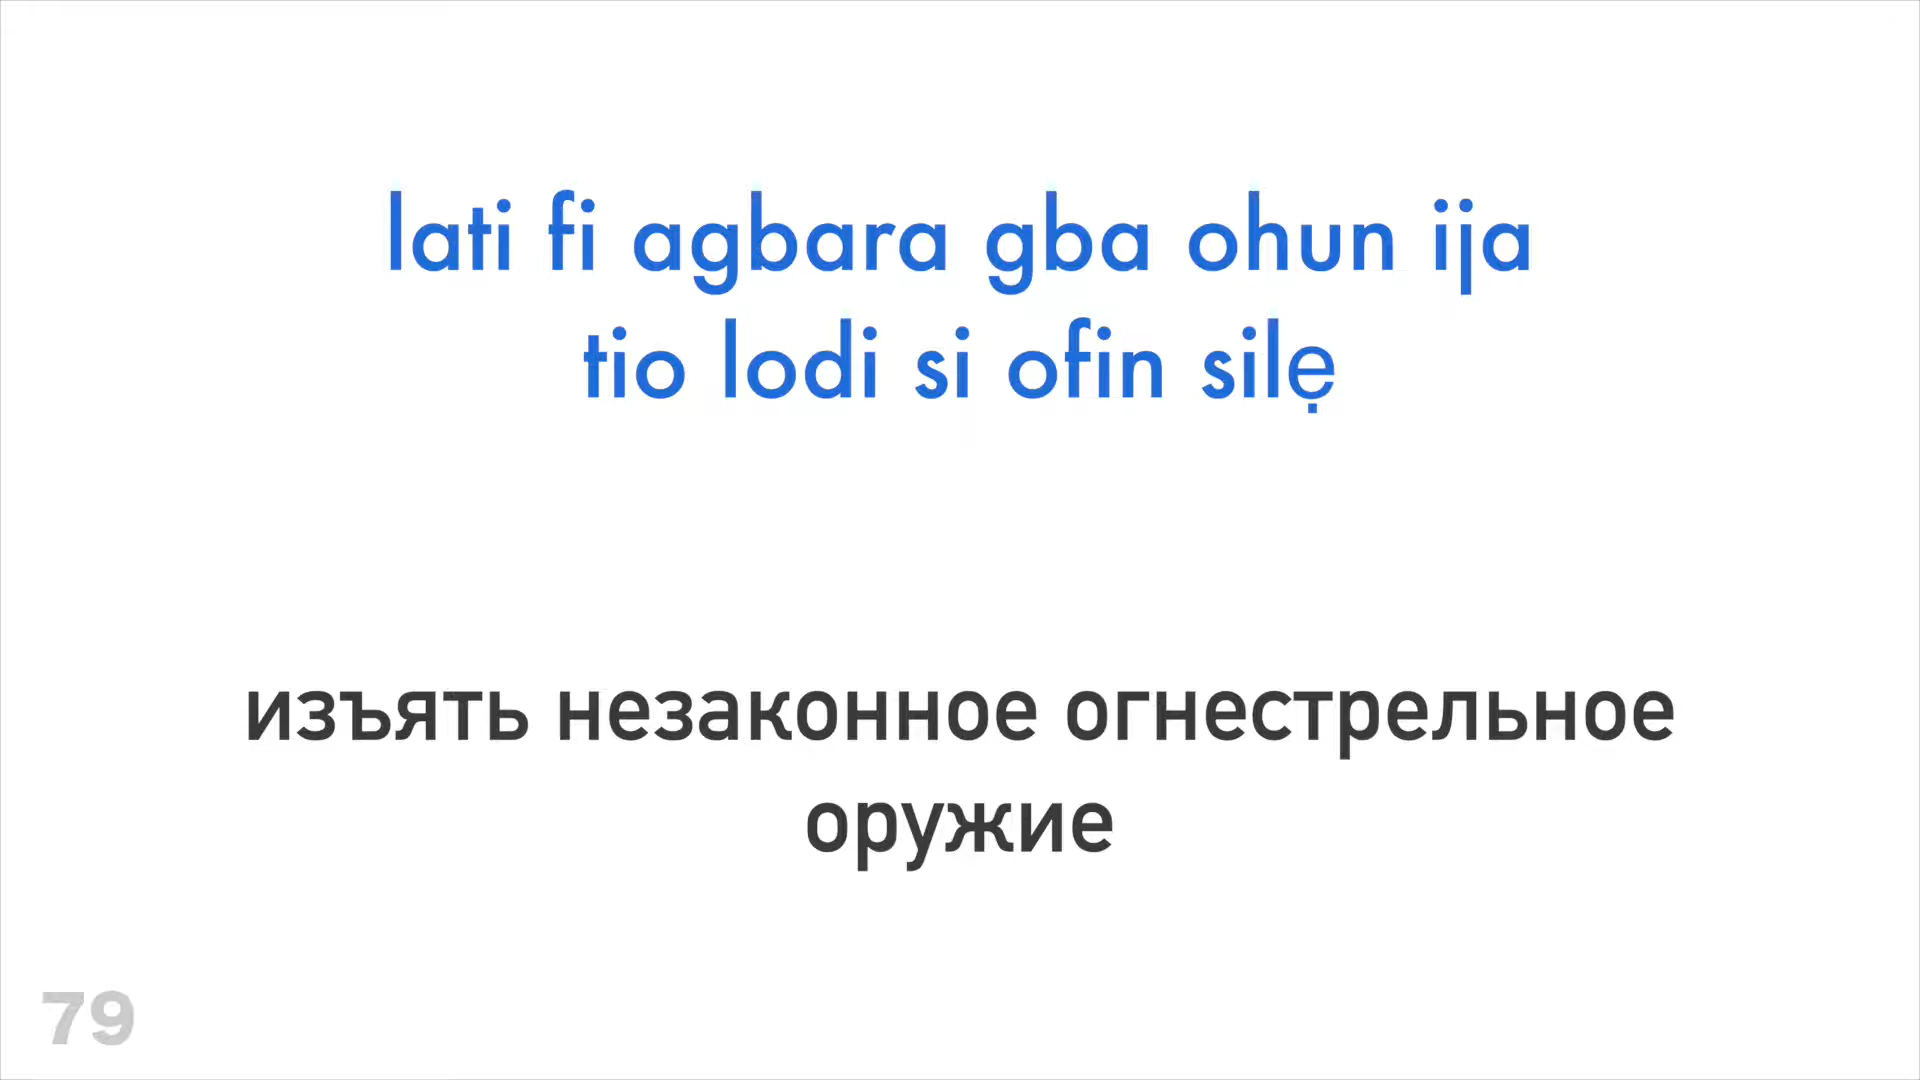 lati fi agbara gba ohun ija
tio lodi si ofin silẹ
изъять незаконное огнестрельное
оружие
79